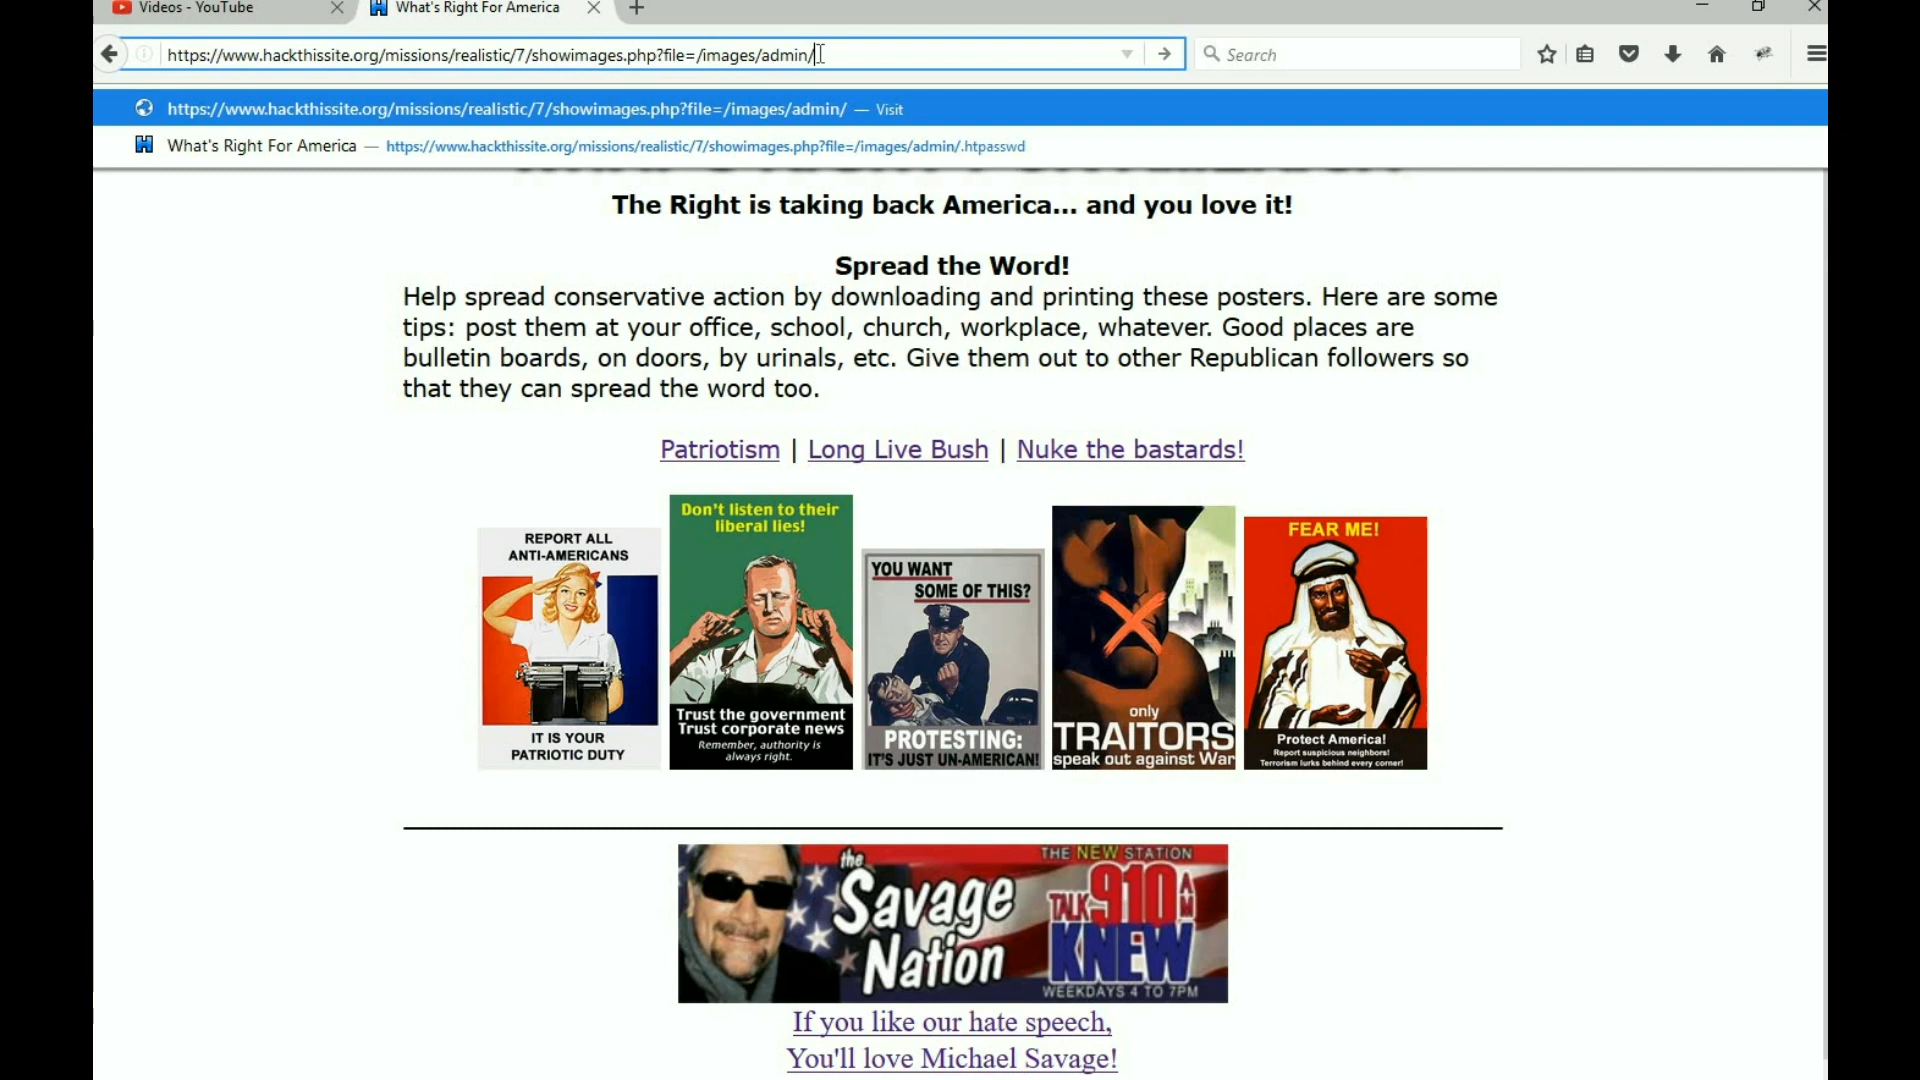 Videos - YouTube
What's Right For America
https://www.hackthissite.org/missions/realistic/7/showimages.php?file=/images/admin/
Search
https://www.hackthissite.org/missions/realistic/7/showimages.php?file=/images/admin/ — Visit
What's Right For America — https://www.hackthissite.org/missions/realistic/7/showimages.php?file=/images/admin/.htpasswd
The Right is taking back America... and you love it!
Spread the Word!
Help spread conservative action by downloading and printing these posters. Here are some
tips: post them at your office, school, church, workplace, whatever. Good places are
bulletin boards, on doors, by urinals, etc. Give them out to other Republican followers so
that they can spread the word too.
Patriotism | Long Live Bush | Nuke the bastards!
REPORT ALL
ANTI-AMERICANS
IT IS YOUR
PATRIOTIC DUTY
Don't listen to their
liberal lies!
Trust the government
Trust corporate news
Remember, authority is
always right.
YOU WANT
SOME OF THIS?
PROTESTING:
IT'S JUST UN-AMERICAN!
only
TRAITORS
speak out against War
FEAR ME!
Protect America!
Report suspicious neighbors!
Terrorism lurks behind every corner!
the
Savage
Nation
THE NEW STATION
TALK 910 AM
KNEW
WEEKDAYS 4 TO 7PM
If you like our hate speech,
You'll love Michael Savage!